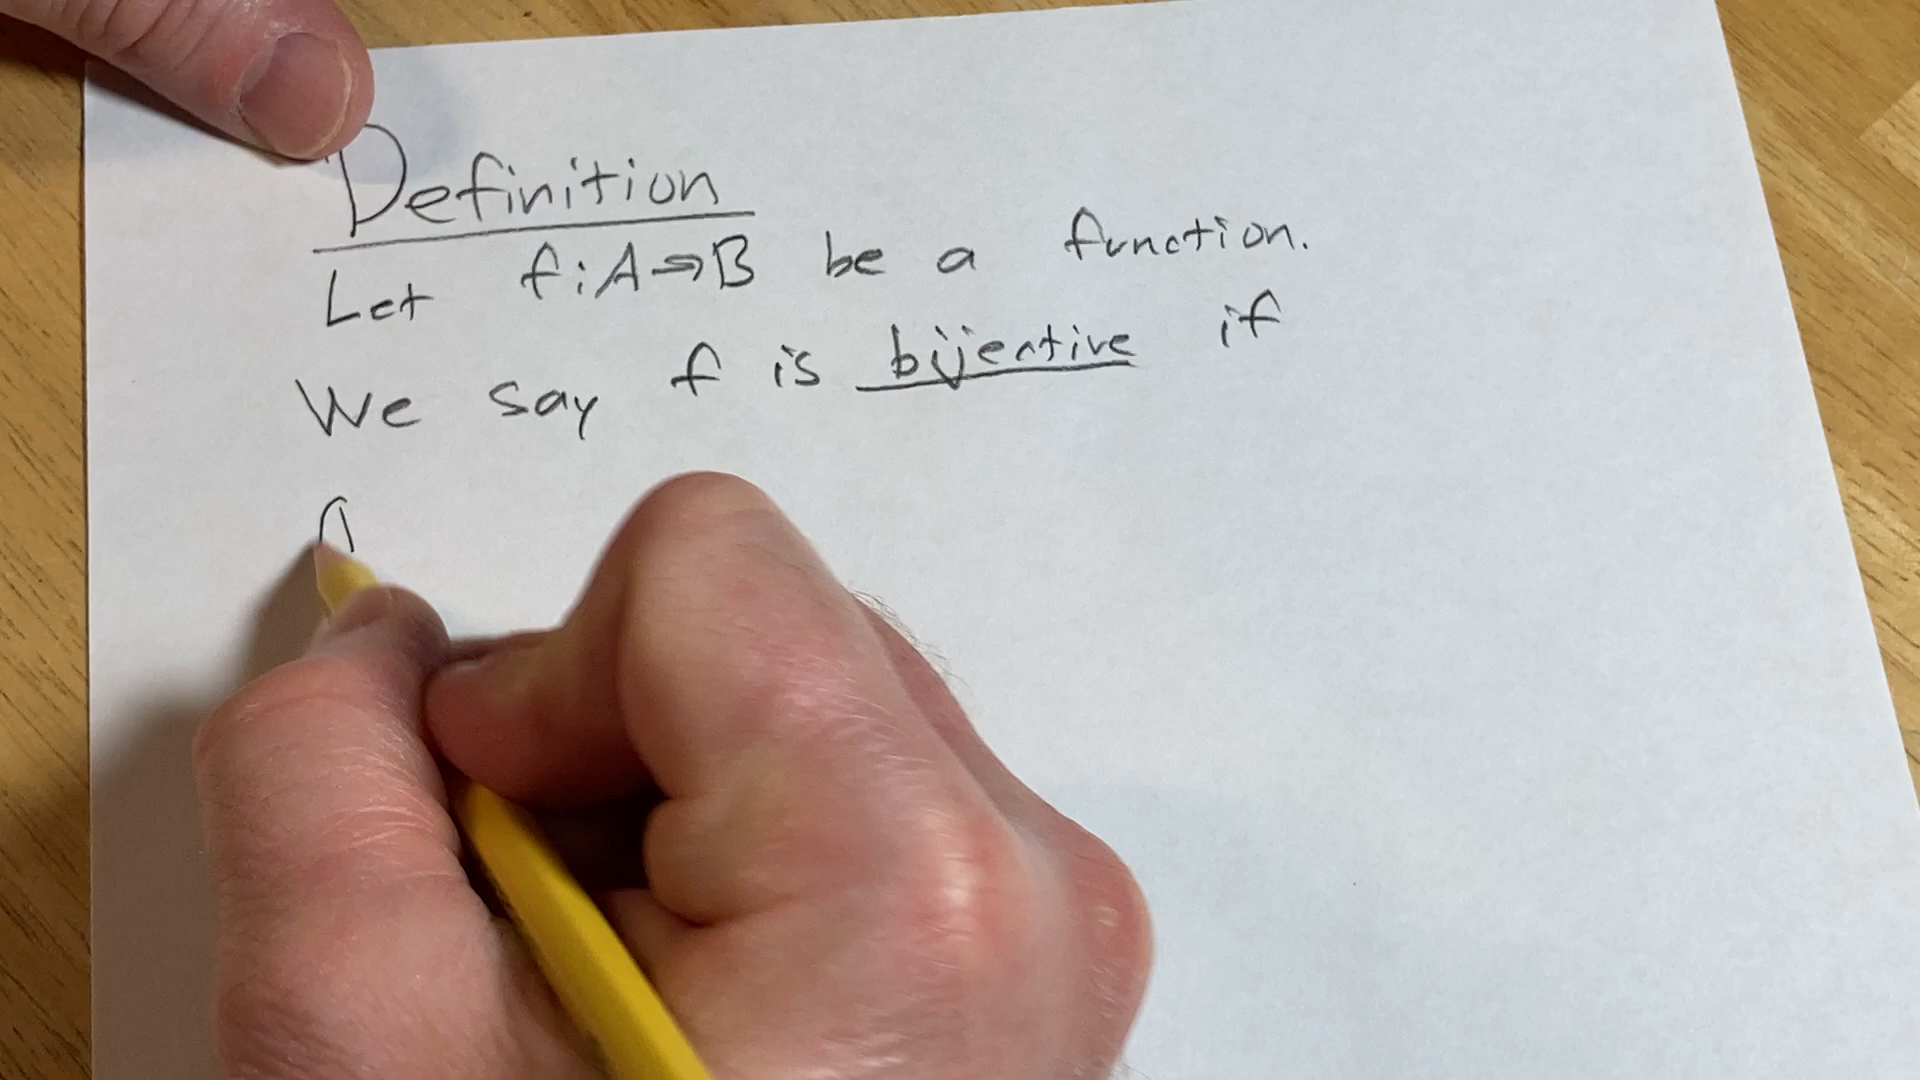 Definition
Let f:A→B be a function.
We say f is bijective if